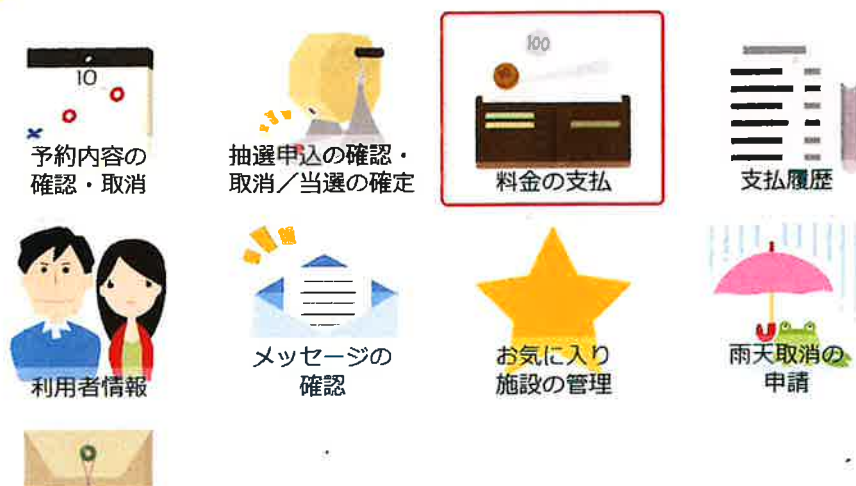 10
100
予約内容の
確認・取消
抽選申込の確認・
取消／当選の確定
料金の支払
支払履歴
利用者情報
メッセージの
確認
お気に入り
施設の管理
雨天取消の
申請